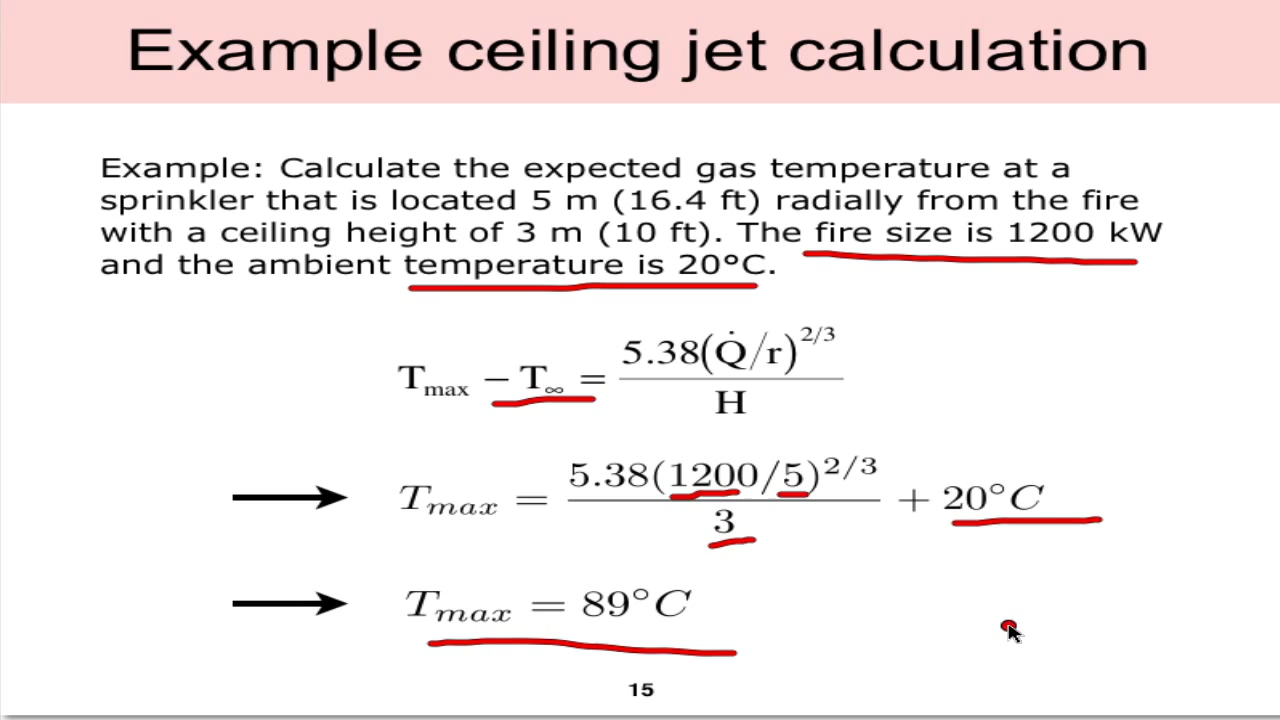 Example ceiling jet calculation
Example: Calculate the expected gas temperature at a
sprinkler that is located 5 m (16.4 ft) radially from the fire
with a ceiling height of 3 m (10 ft). The fire size is 1200 kW
and the ambient temperature is 20°C.
T_max − T_∞ = 5.38(Q̇/r)^2/3 / H
T_max = 5.38(1200/5)^2/3 / 3 + 20°C
T_max = 89°C
15